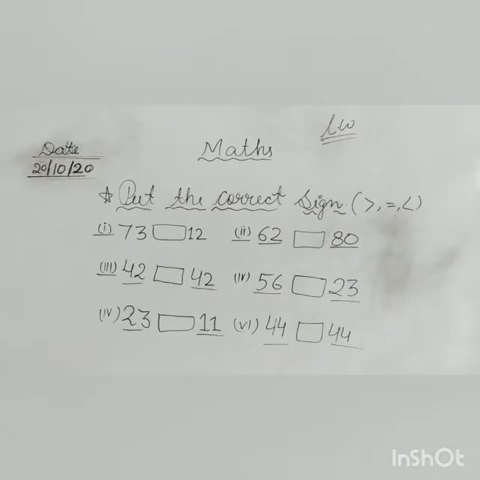 C.W
Date
20/10/20
Maths
☆ Put the correct sign. (>,=,<)
(i) 73 ☐ 12 (ii) 62 ☐ 80
(iii) 42 ☐ 42 (iv) 56 ☐ 23
(iv) 23 ☐ 11 (vi) 44 ☐ 44
InShOt